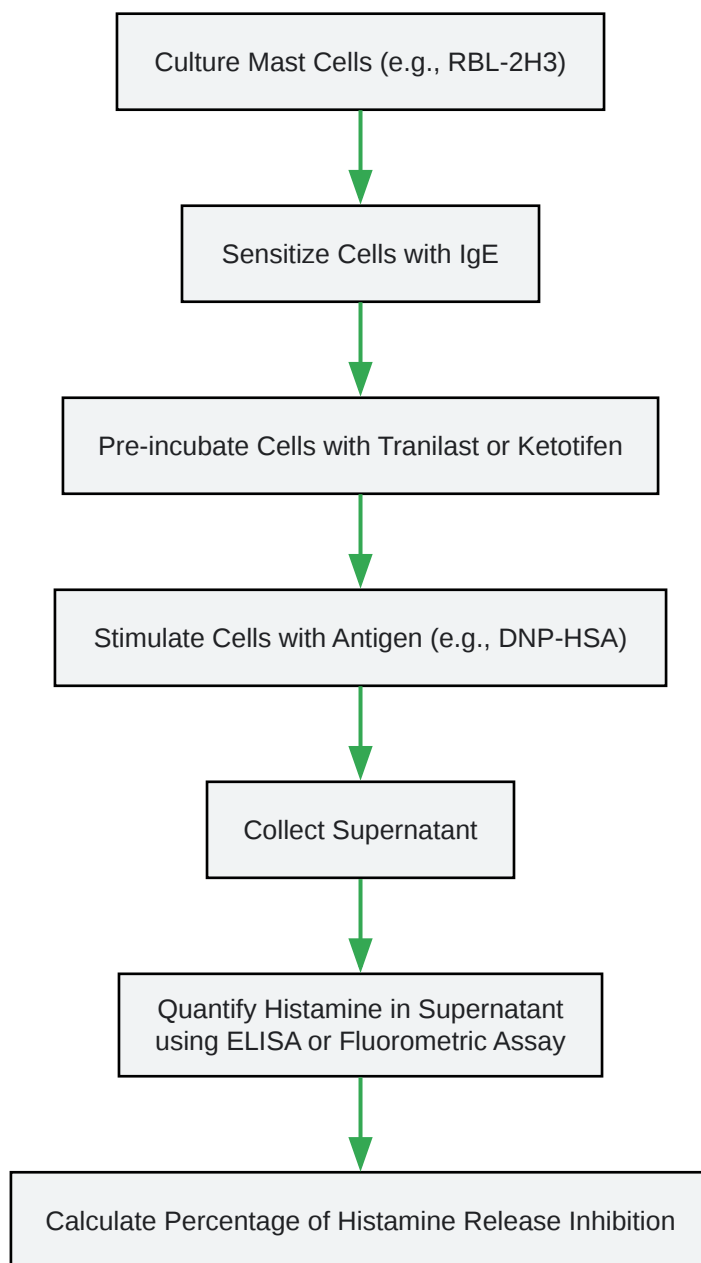 Culture Mast Cells (e.g., RBL-2H3)
Sensitize Cells with IgE
Pre-incubate Cells with Tranilast or Ketotifen
Stimulate Cells with Antigen (e.g., DNP-HSA)
Collect Supernatant
Quantify Histamine in Supernatant
using ELISA or Fluorometric Assay
Calculate Percentage of Histamine Release Inhibition